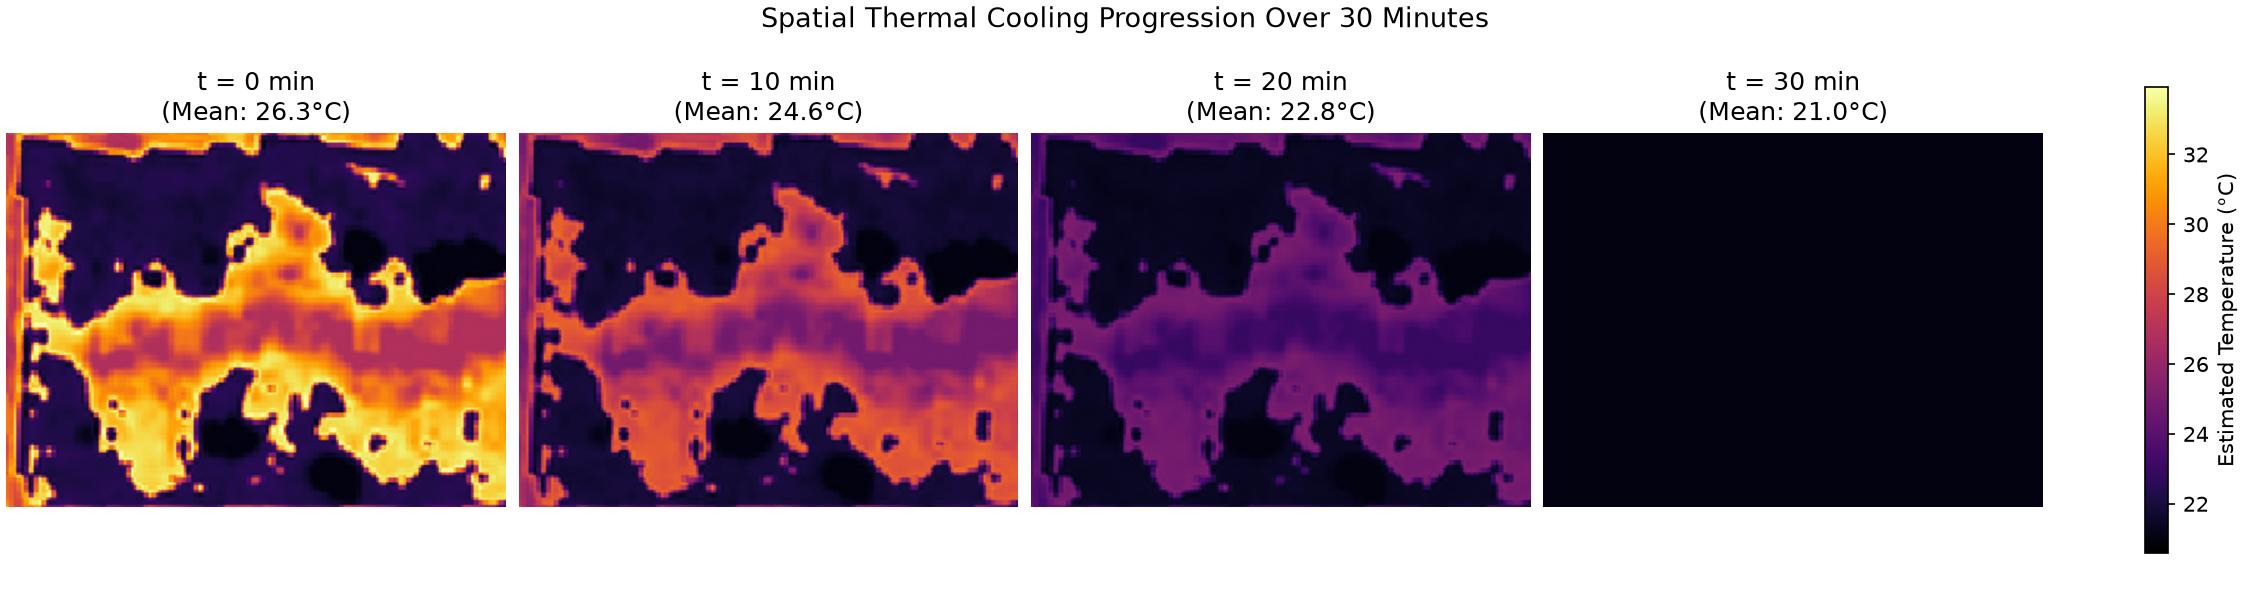 Spatial Thermal Cooling Progression Over 30 Minutes
t = 0 min
(Mean: 26.3°C)
t = 10 min
(Mean: 24.6°C)
t = 20 min
(Mean: 22.8°C)
t = 30 min
(Mean: 21.0°C)
32
30
28
26
24
22
Estimated Temperature (°C)